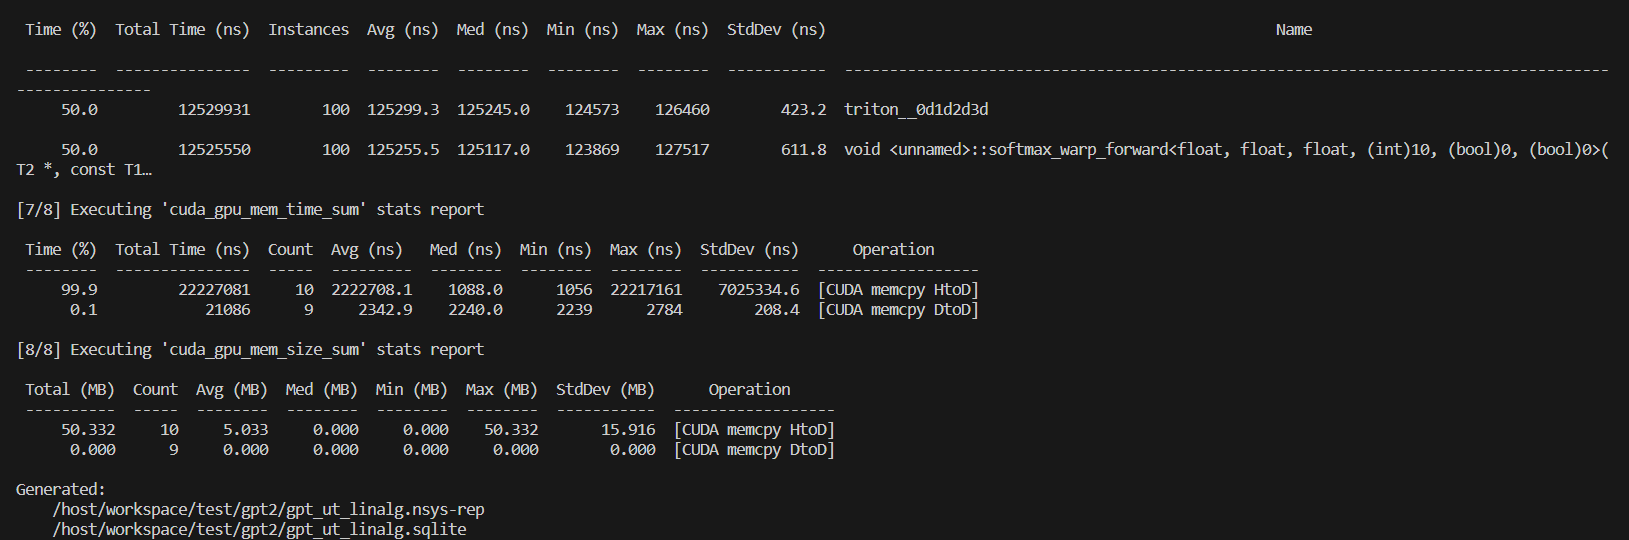 Time (%)  Total Time (ns)  Instances  Avg (ns)  Med (ns)  Min (ns)  Max (ns)  StdDev (ns)  Name
--------  ---------------  ---------  --------  --------  --------  --------  -----------  -------------------------------------------------------------------------------------
---------------
50.0  12529931  100  125299.3  125245.0  124573  126460  423.2  triton__0d1d2d3d
50.0  12525550  100  125255.5  125117.0  123869  127517  611.8  void <unnamed>::softmax_warp_forward<float, float, float, (int)10, (bool)0, (bool)0>(
T2 *, const T1…
[7/8] Executing 'cuda_gpu_mem_time_sum' stats report
Time (%)  Total Time (ns)  Count  Avg (ns)  Med (ns)  Min (ns)  Max (ns)  StdDev (ns)  Operation
--------  ---------------  -----  ---------  --------  --------  --------  -----------  ------------------
99.9  22227081  10  2222708.1  1088.0  1056  22217161  7025334.6  [CUDA memcpy HtoD]
0.1  21086  9  2342.9  2240.0  2239  2784  208.4  [CUDA memcpy DtoD]
[8/8] Executing 'cuda_gpu_mem_size_sum' stats report
Total (MB)  Count  Avg (MB)  Med (MB)  Min (MB)  Max (MB)  StdDev (MB)  Operation
----------  -----  --------  --------  --------  --------  -----------  ------------------
50.332  10  5.033  0.000  0.000  50.332  15.916  [CUDA memcpy HtoD]
0.000  9  0.000  0.000  0.000  0.000  0.000  [CUDA memcpy DtoD]
Generated:
/host/workspace/test/gpt2/gpt_ut_linalg.nsys-rep
/host/workspace/test/gpt2/gpt_ut_linalg.sqlite